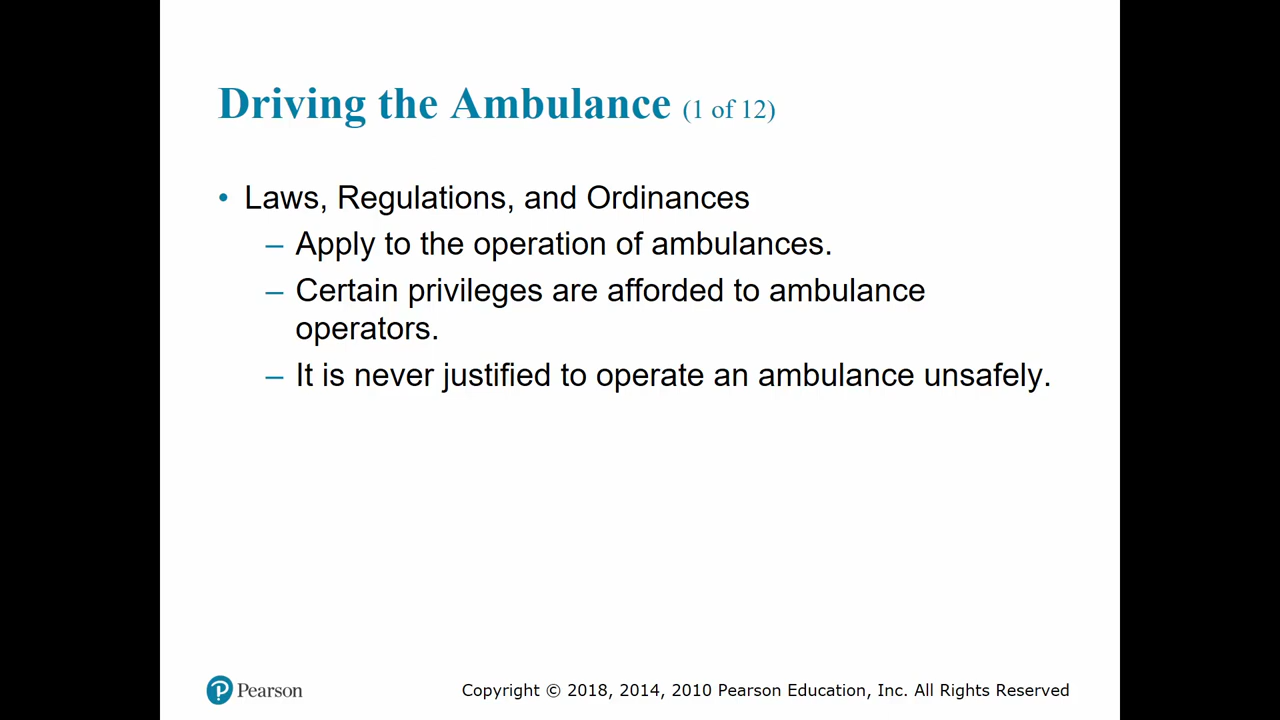 Driving the Ambulance (1 of 12)
• Laws, Regulations, and Ordinances
– Apply to the operation of ambulances.
– Certain privileges are afforded to ambulance
operators.
– It is never justified to operate an ambulance unsafely.
Pearson
Copyright © 2018, 2014, 2010 Pearson Education, Inc. All Rights Reserved